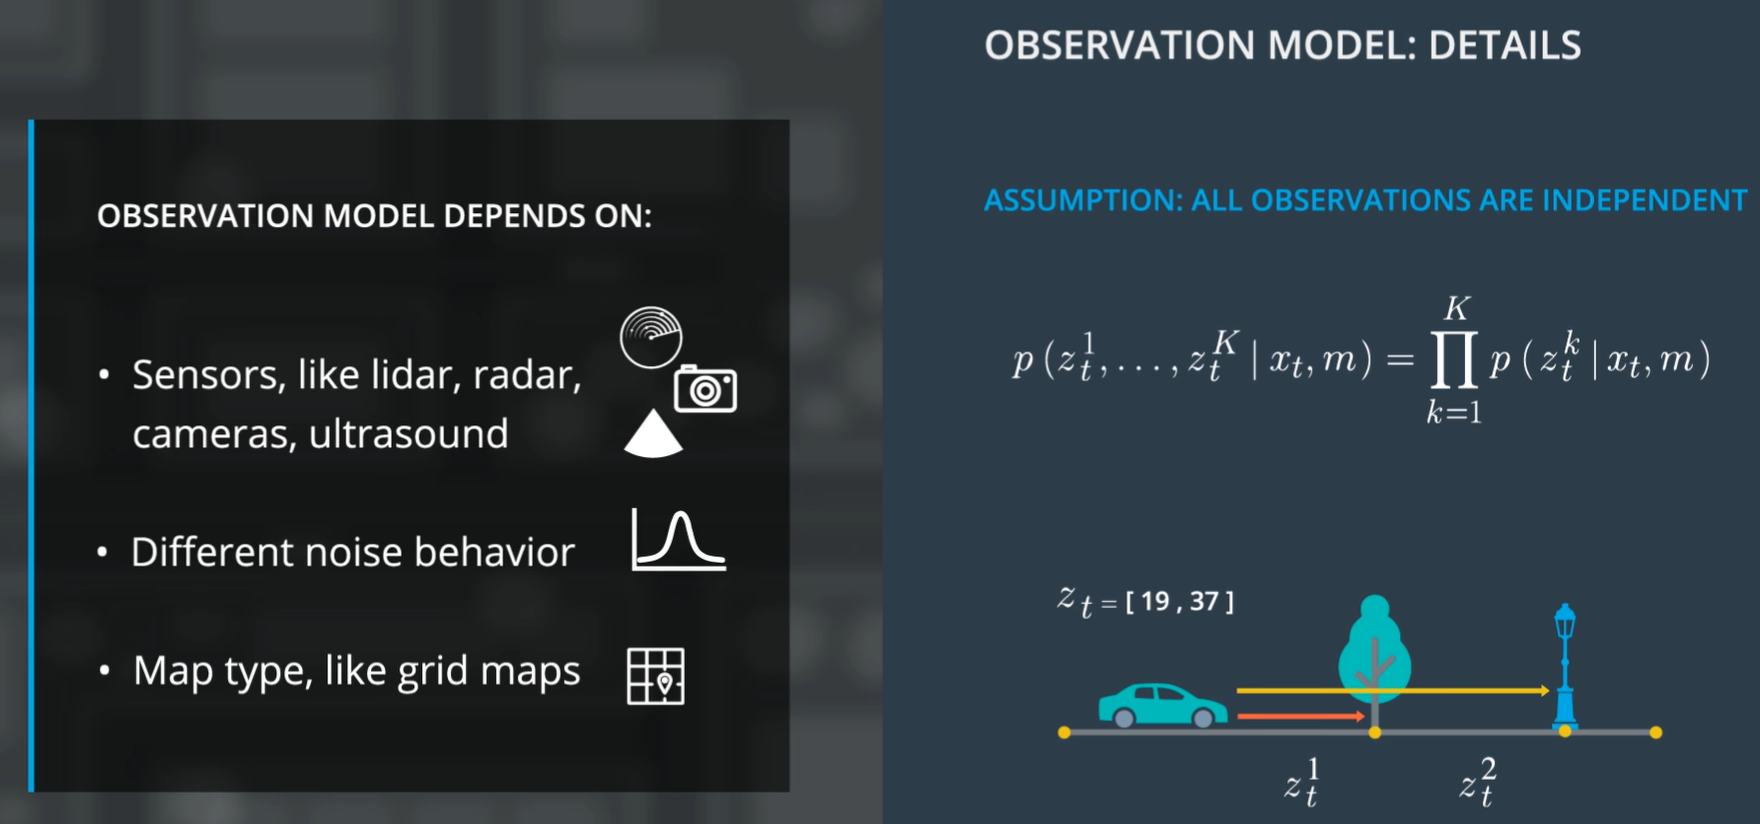 OBSERVATION MODEL DEPENDS ON:
• Sensors, like lidar, radar,
cameras, ultrasound
• Different noise behavior
• Map type, like grid maps
OBSERVATION MODEL: DETAILS
ASSUMPTION: ALL OBSERVATIONS ARE INDEPENDENT
p(z_t^1, ..., z_t^K | x_t, m) = ∏_{k=1}^{K} p(z_t^k | x_t, m)
z_t = [ 19 , 37 ]
z_t^1 z_t^2